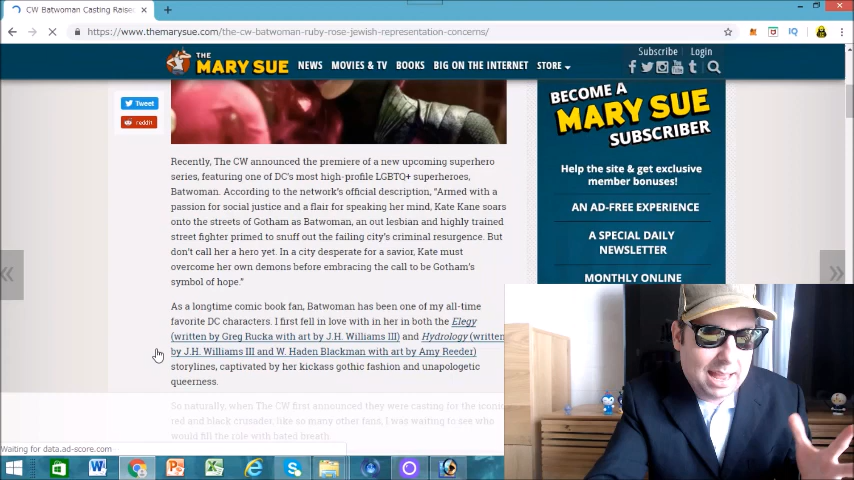 CW Batwoman Casting Raise
https://www.themarysue.com/the-cw-batwoman-ruby-rose-jewish-representation-concerns/
IQ
THE
MARY SUE
NEWS
MOVIES & TV
BOOKS
BIG ON THE INTERNET
STORE
Subscribe
Login
Tweet
reddit
Recently, The CW announced the premiere of a new upcoming superhero
series, featuring one of DC's most high-profile LGBTQ+ superheroes,
Batwoman. According to the network's official description, "Armed with a
passion for social justice and a flair for speaking her mind, Kate Kane soars
onto the streets of Gotham as Batwoman, an out lesbian and highly trained
street fighter primed to snuff out the failing city's criminal resurgence. But
don't call her a hero yet. In a city desperate for a savior, Kate must
overcome her own demons before embracing the call to be Gotham's
symbol of hope."
As a longtime comic book fan, Batwoman has been one of my all-time
favorite DC characters. I first fell in love with in her in both the Elegy
(written by Greg Rucka with art by J.H. Williams III) and Hydrology (written
by J.H. Williams III and W. Haden Blackman with art by Amy Reeder)
storylines, captivated by her kickass gothic fashion and unapologetic
queerness.
So naturally, when The CW first announced they were casting for the iconic
red and black crusader, like so many other fans, I was waiting to see who
would fill the role with bated breath
BECOME A
MARY SUE
SUBSCRIBER
Help the site & get exclusive
member bonuses!
AN AD-FREE EXPERIENCE
A SPECIAL DAILY
NEWSLETTER
MONTHLY ONLINE
Waiting for data.ad-score.com